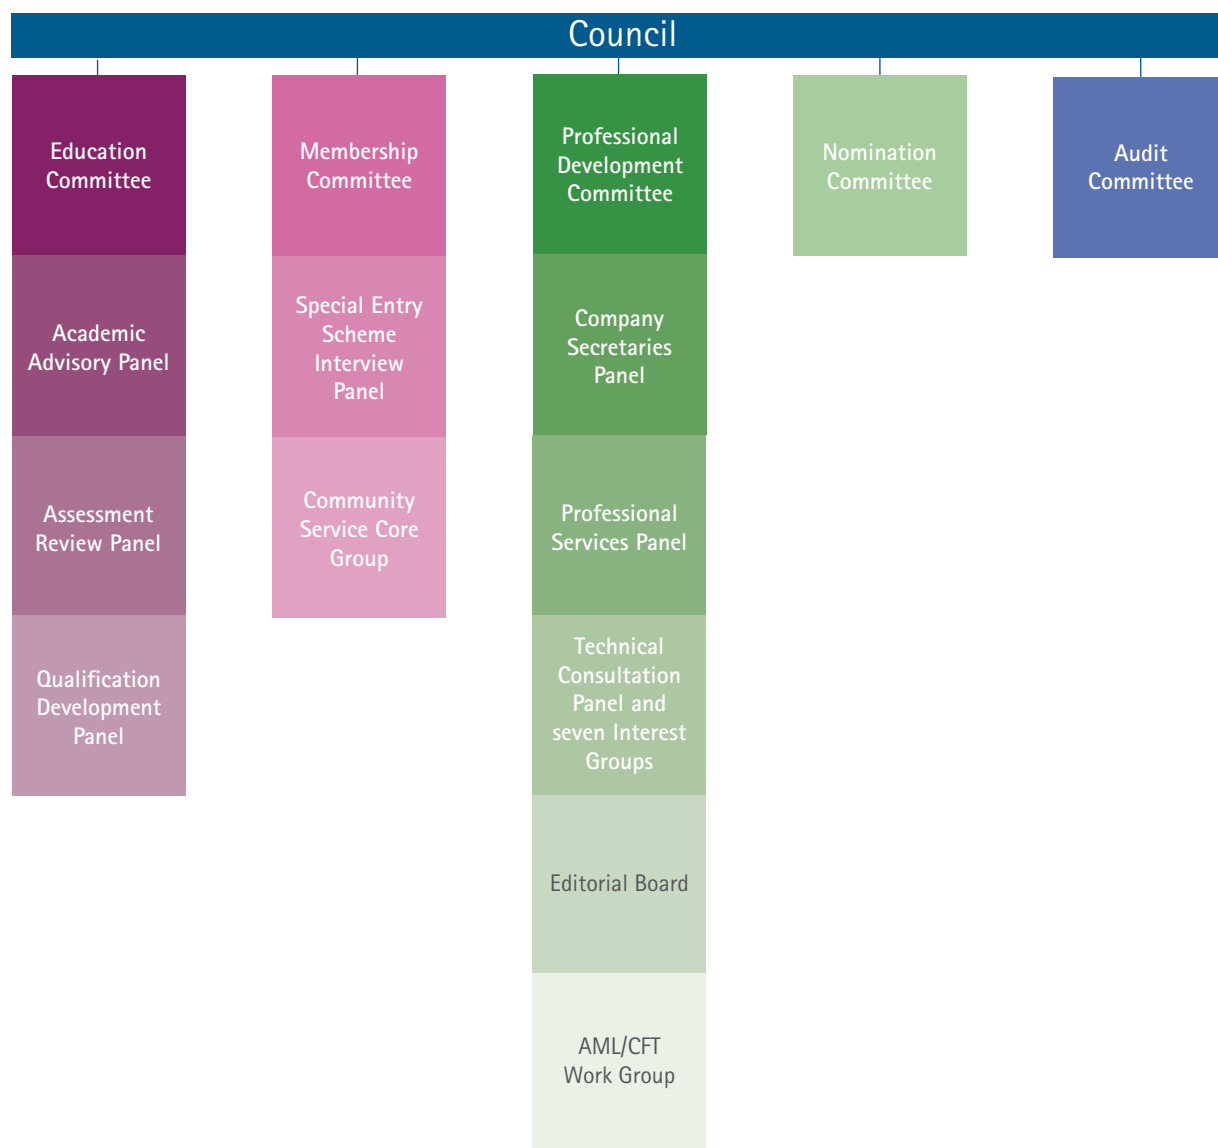 Council
Education
Committee
Academic
Advisory Panel
Assessment
Review Panel
Qualification
Development
Panel
Membership
Committee
Special Entry
Scheme
Interview
Panel
Community
Service Core
Group
Professional
Development
Committee
Company
Secretaries
Panel
Professional
Services Panel
Technical
Consultation
Panel and
seven Interest
Groups
Editorial Board
AML/CFT
Work Group
Nomination
Committee
Audit
Committee